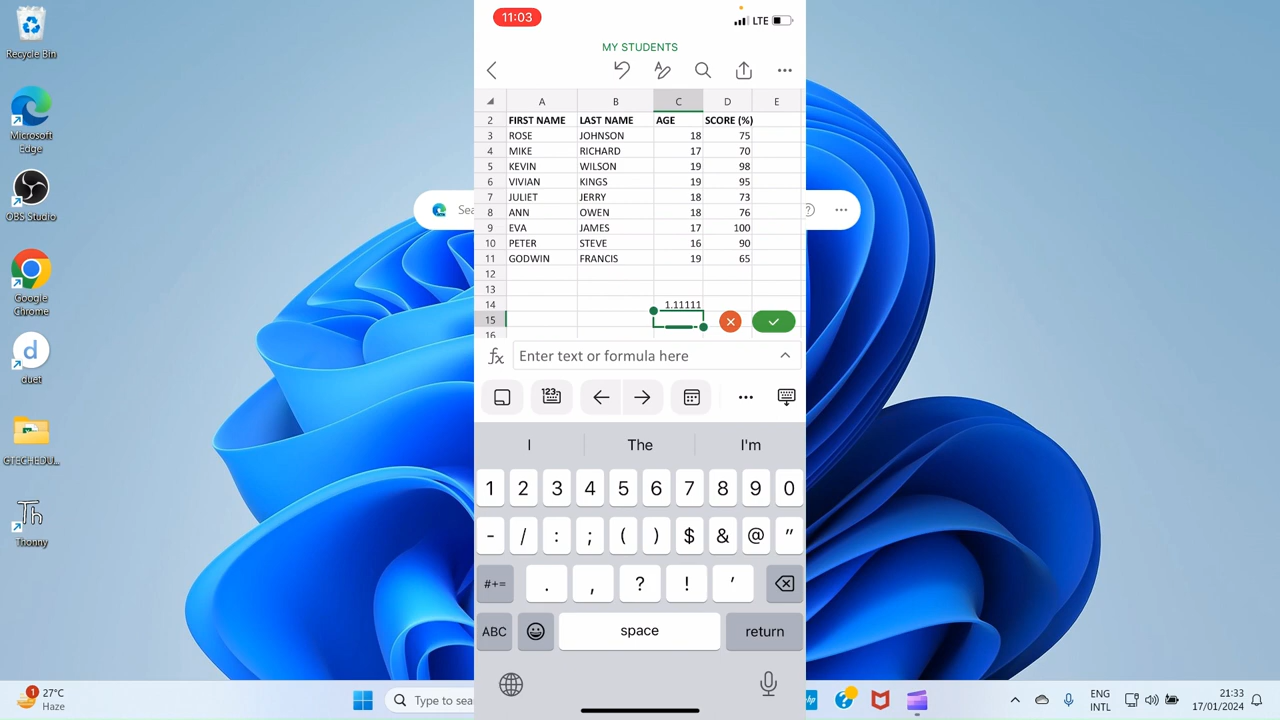 11:03
LTE
MY STUDENTS
A B C D E
2 FIRST NAME LAST NAME AGE SCORE (%)
3 ROSE JOHNSON 18 75
4 MIKE RICHARD 17 70
5 KEVIN WILSON 19 98
6 VIVIAN KINGS 19 95
7 JULIET JERRY 18 73
8 ANN OWEN 18 76
9 EVA JAMES 17 100
10 PETER STEVE 16 90
11 GODWIN FRANCIS 19 65
12
13
14 1.11111
15
16
fx Enter text or formula here
123
I The I'm
1 2 3 4 5 6 7 8 9 0
- / : ; ( ) $ & @ "
#+= . , ? ! '
ABC space return
Recycle Bin
Microsoft
Edge
OBS Studio
Google
Chrome
d
duet
GTECHEDU...
Th
Thonny
Sea
1
27°C
Haze
Type to sea
hp
ENG
INTL
21:33
17/01/2024